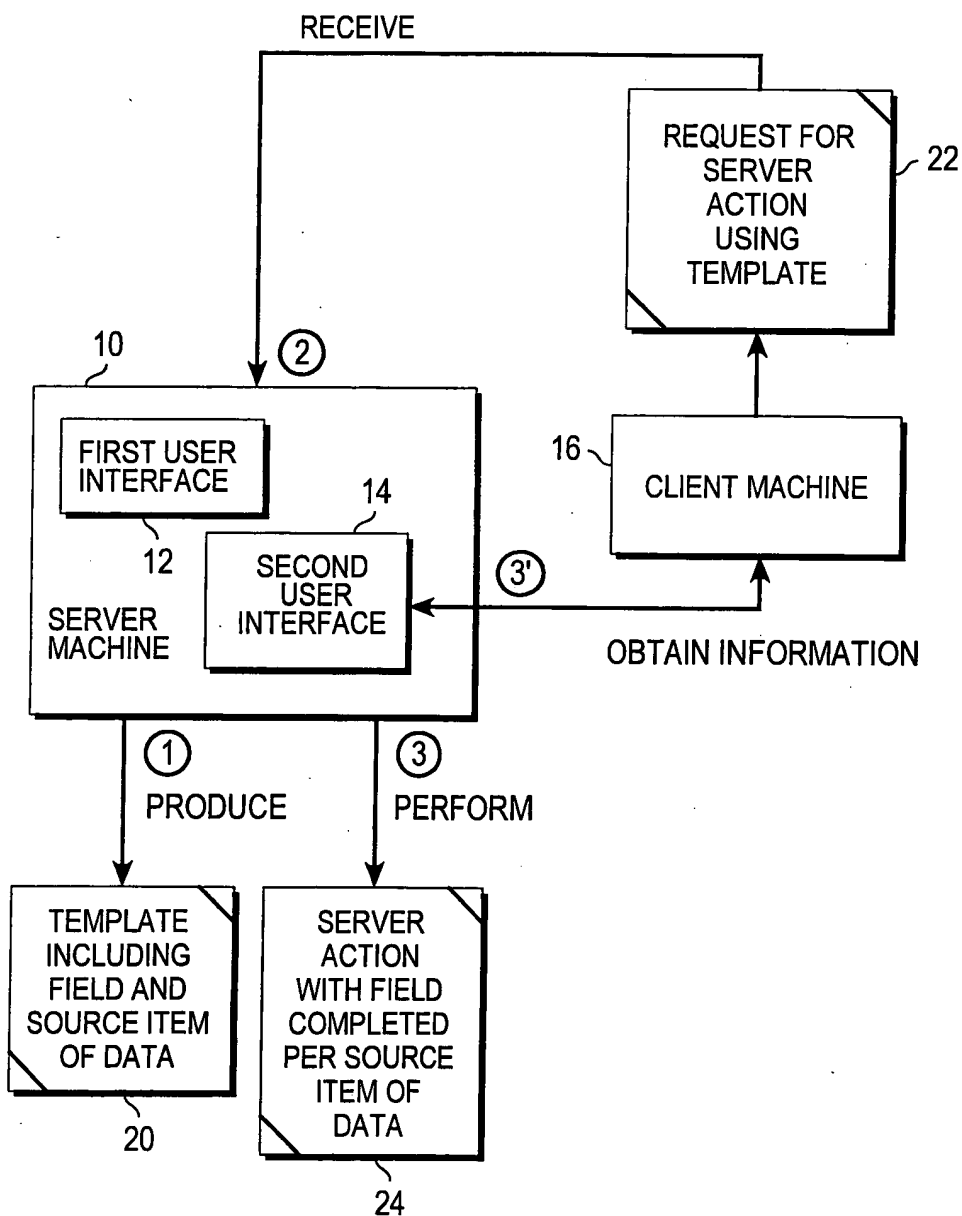 RECEIVE
REQUEST FOR
SERVER
ACTION
USING
TEMPLATE
22
10
2
FIRST USER
INTERFACE
12
14
SECOND
USER
INTERFACE
SERVER
MACHINE
16
CLIENT MACHINE
3'
OBTAIN INFORMATION
1
PRODUCE
3
PERFORM
TEMPLATE
INCLUDING
FIELD AND
SOURCE ITEM
OF DATA
20
SERVER
ACTION
WITH FIELD
COMPLETED
PER SOURCE
ITEM OF
DATA
24